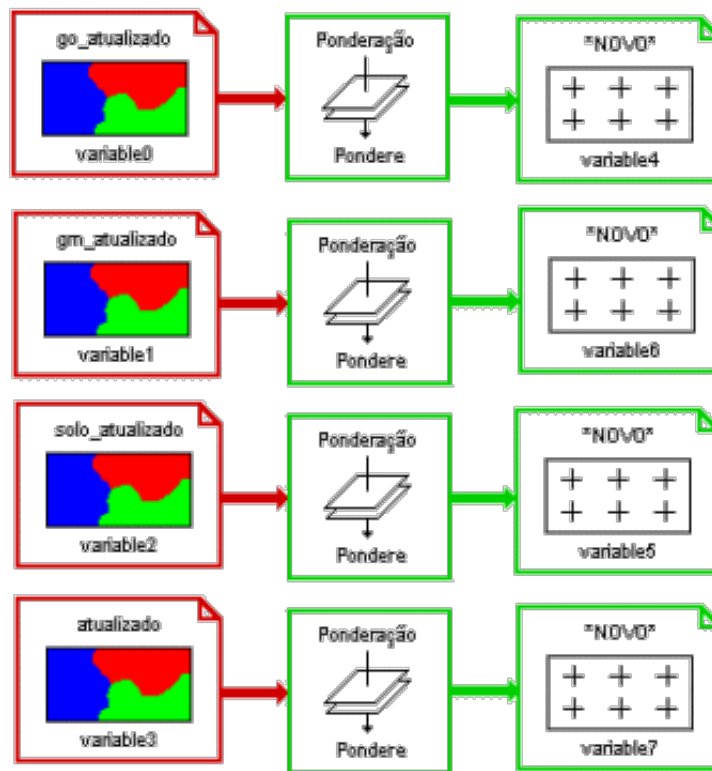 go_atualizado
variable0
Ponderação
Pondere
"NOVO"
variable4
gm_atualizado
variable1
Ponderação
Pondere
"NOVO"
variable6
solo_atualizado
variable2
Ponderação
Pondere
"NOVO"
variable5
atualizado
variable3
Ponderação
Pondere
"NOVO"
variable7